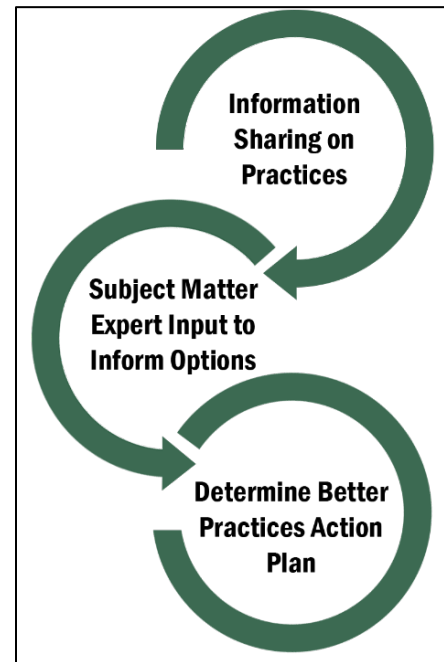 Information
Sharing on
Practices
Subject Matter
Expert Input to
Inform Options
Determine Better
Practices Action
Plan